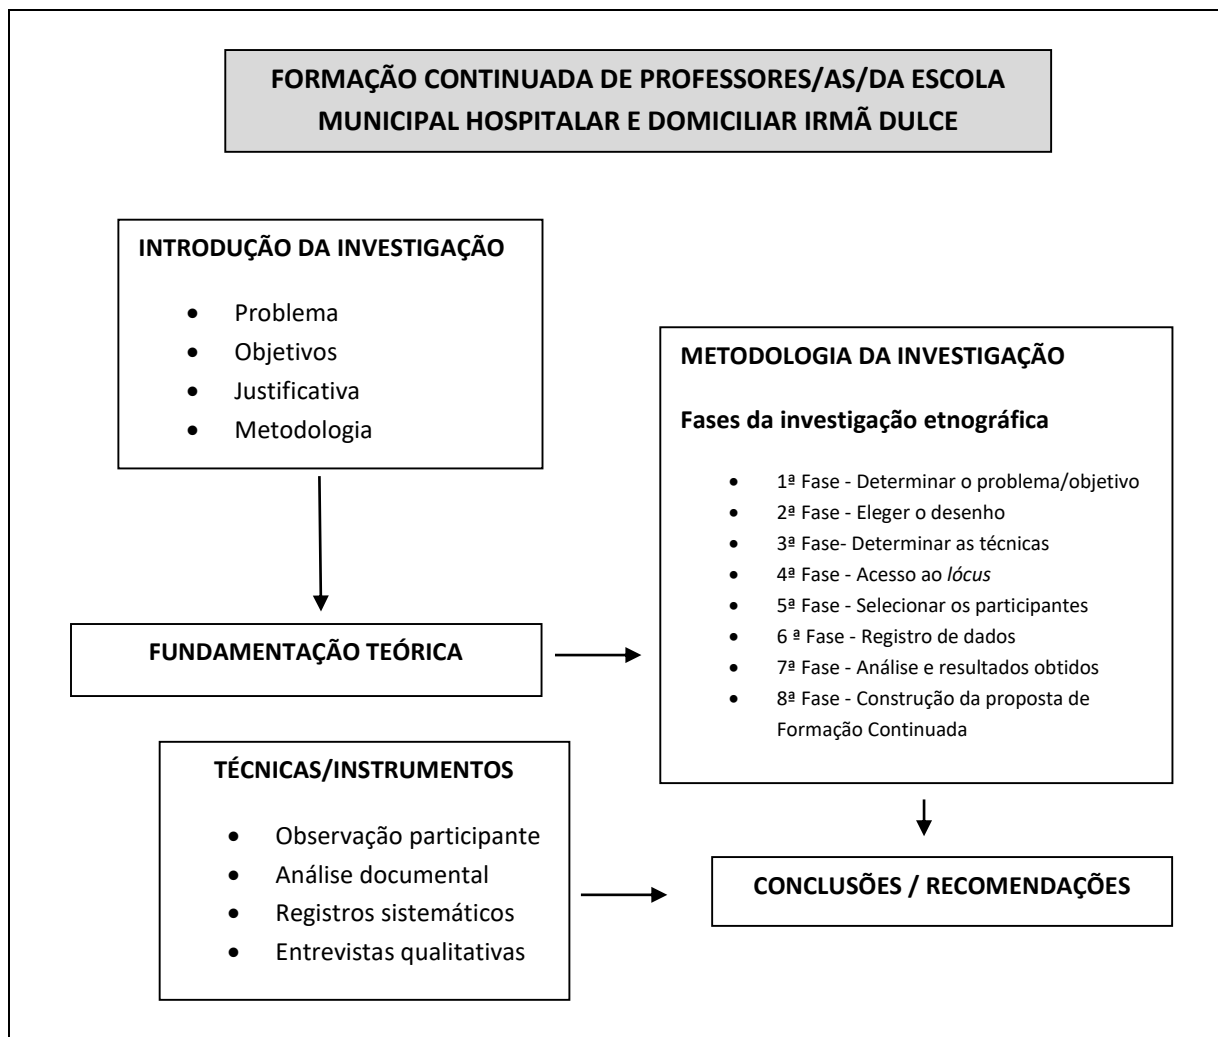 FORMAÇÃO CONTINUADA DE PROFESSORES/AS/DA ESCOLA
MUNICIPAL HOSPITALAR E DOMICILIAR IRMÃ DULCE
INTRODUÇÃO DA INVESTIGAÇÃO
• Problema
• Objetivos
• Justificativa
• Metodologia
FUNDAMENTAÇÃO TEÓRICA
METODOLOGIA DA INVESTIGAÇÃO
Fases da investigação etnográfica
• 1ª Fase - Determinar o problema/objetivo
• 2ª Fase - Eleger o desenho
• 3ª Fase- Determinar as técnicas
• 4ª Fase - Acesso ao lócus
• 5ª Fase - Selecionar os participantes
• 6 ª Fase - Registro de dados
• 7ª Fase - Análise e resultados obtidos
• 8ª Fase - Construção da proposta de
Formação Continuada
TÉCNICAS/INSTRUMENTOS
• Observação participante
• Análise documental
• Registros sistemáticos
• Entrevistas qualitativas
CONCLUSÕES / RECOMENDAÇÕES